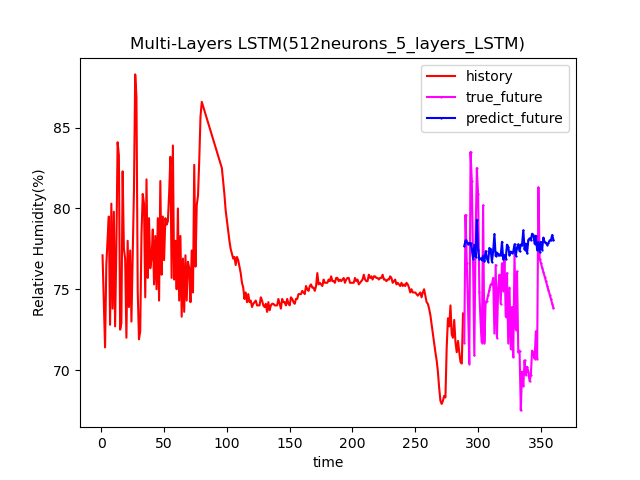 Multi-Layers LSTM(512neurons_5_layers_LSTM)
history
true_future
predict_future
Relative Humidity(%)
85
80
75
70
0 50 100 150 200 250 300 350
time